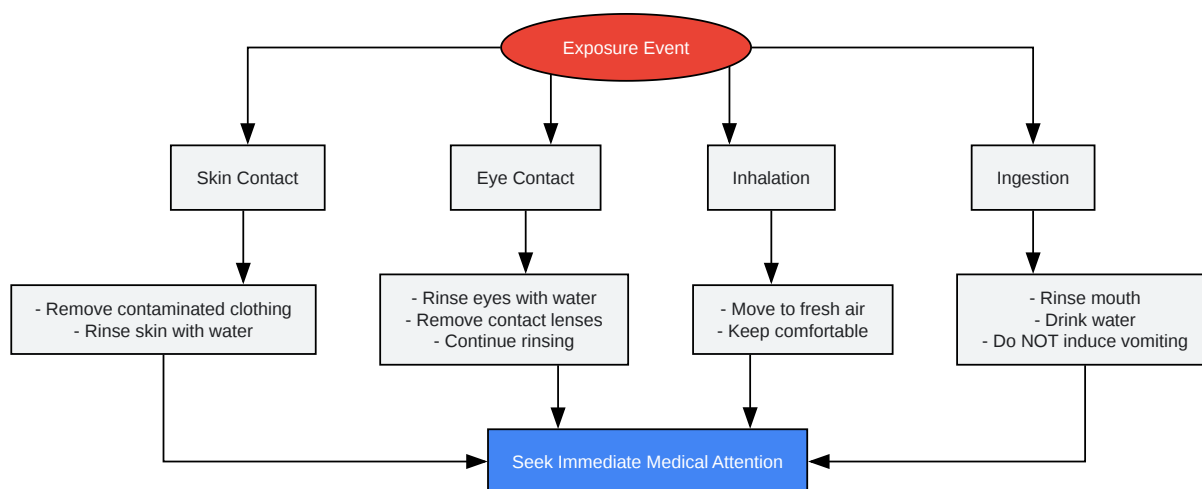 Exposure Event
Skin Contact
Eye Contact
Inhalation
Ingestion
- Remove contaminated clothing
- Rinse skin with water
- Rinse eyes with water
- Remove contact lenses
- Continue rinsing
- Move to fresh air
- Keep comfortable
- Rinse mouth
- Drink water
- Do NOT induce vomiting
Seek Immediate Medical Attention